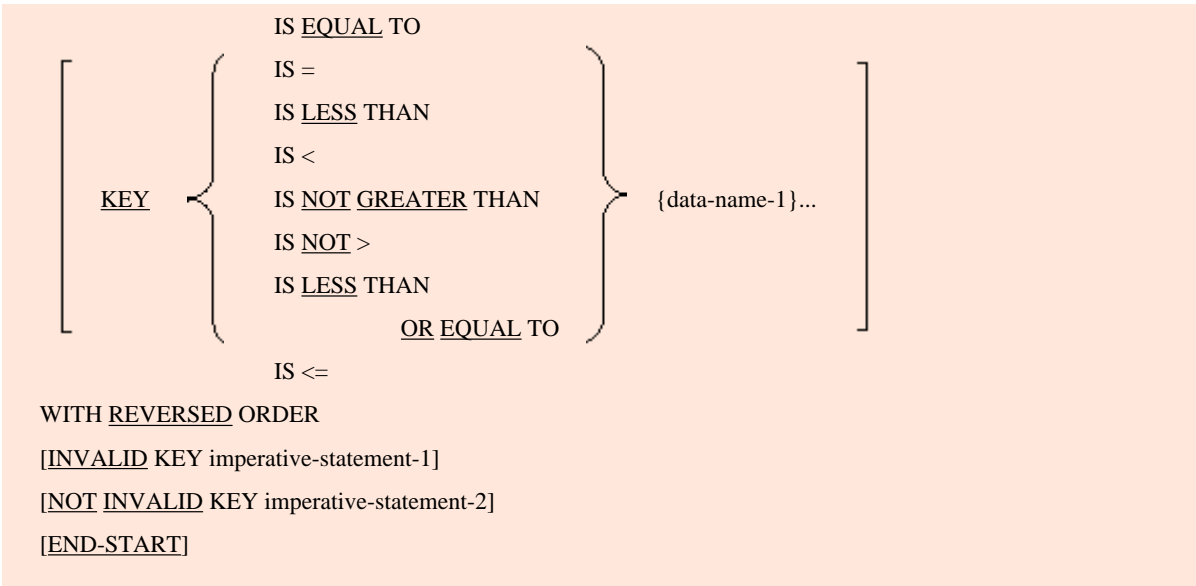 IS EQUAL TO
IS =
IS LESS THAN
IS <
KEY IS NOT GREATER THAN {data-name-1}...
IS NOT >
IS LESS THAN
OR EQUAL TO
IS <=
WITH REVERSED ORDER
[INVALID KEY imperative-statement-1]
[NOT INVALID KEY imperative-statement-2]
[END-START]